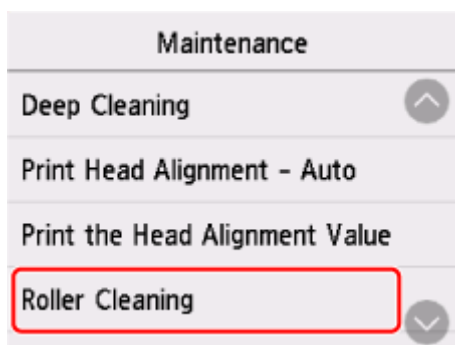 Maintenance
Deep Cleaning
Print Head Alignment - Auto
Print the Head Alignment Value
Roller Cleaning